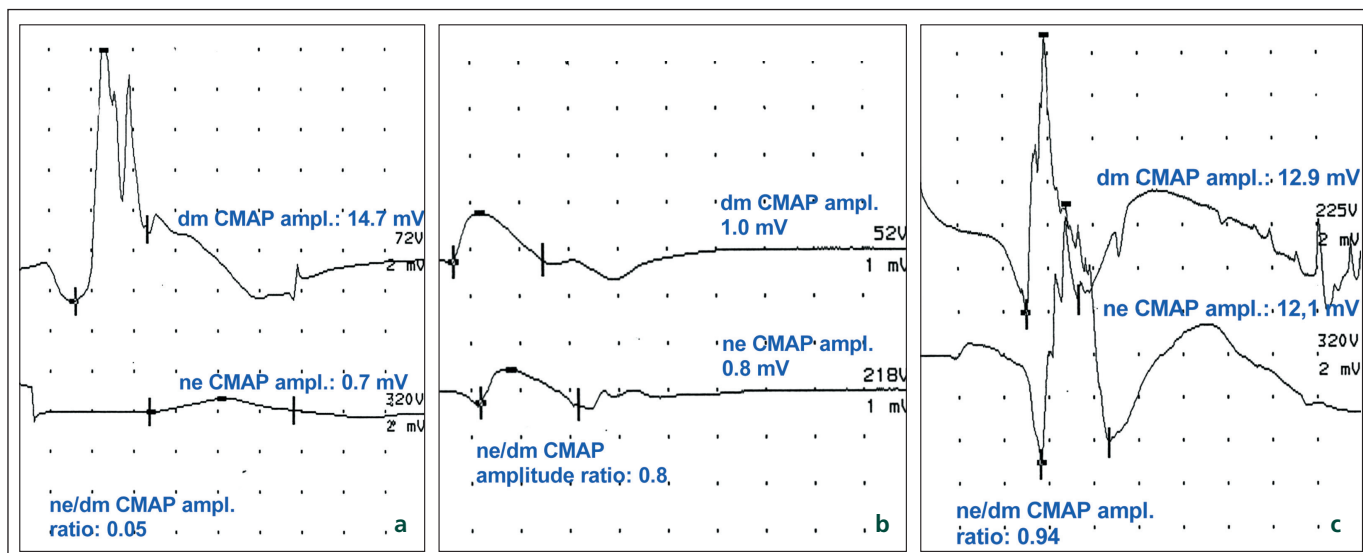 dm CMAP ampl.: 14.7 mV
72V
2 mV
ne CMAP ampl.: 0.7 mV
320V
2 mV
ne/dm CMAP ampl.
ratio: 0.05
a
dm CMAP ampl.
1.0 mV
52V
1 mV
ne CMAP ampl.
0.8 mV
218V
1 mV
ne/dm CMAP
amplitude ratio: 0.8
b
dm CMAP ampl.: 12.9 mV
225V
2 mV
ne CMAP ampl.: 12,1 mV
320V
2 mV
ne/dm CMAP ampl.
ratio: 0.94
c